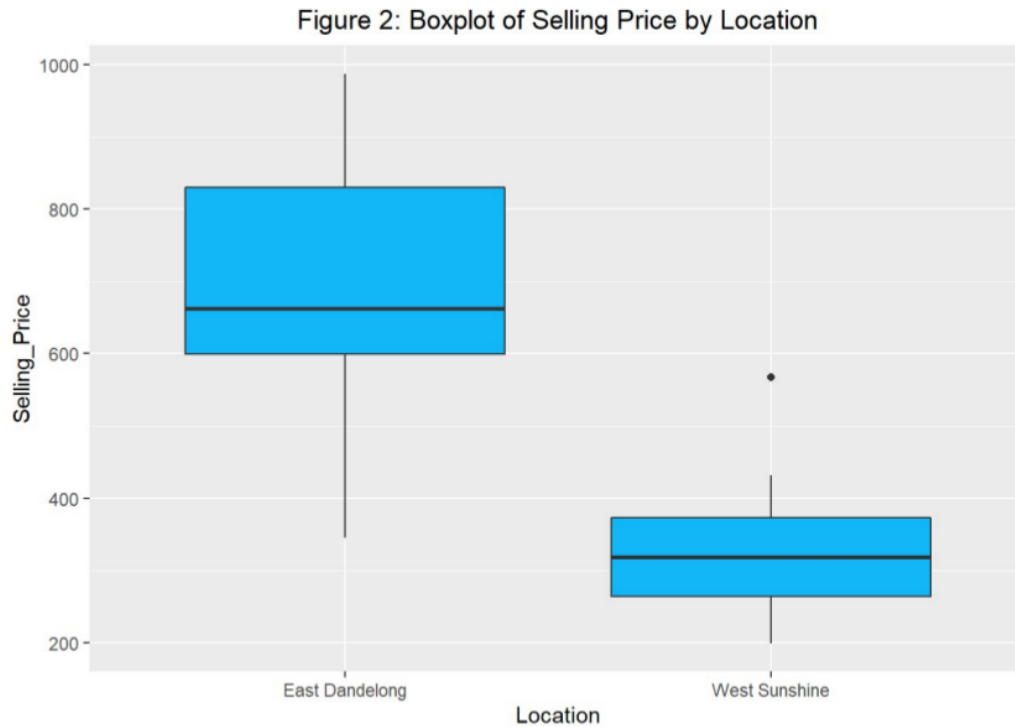 Figure 2: Boxplot of Selling Price by Location
1000
800
600
400
200
Selling_Price
East Dandelong
West Sunshine
Location